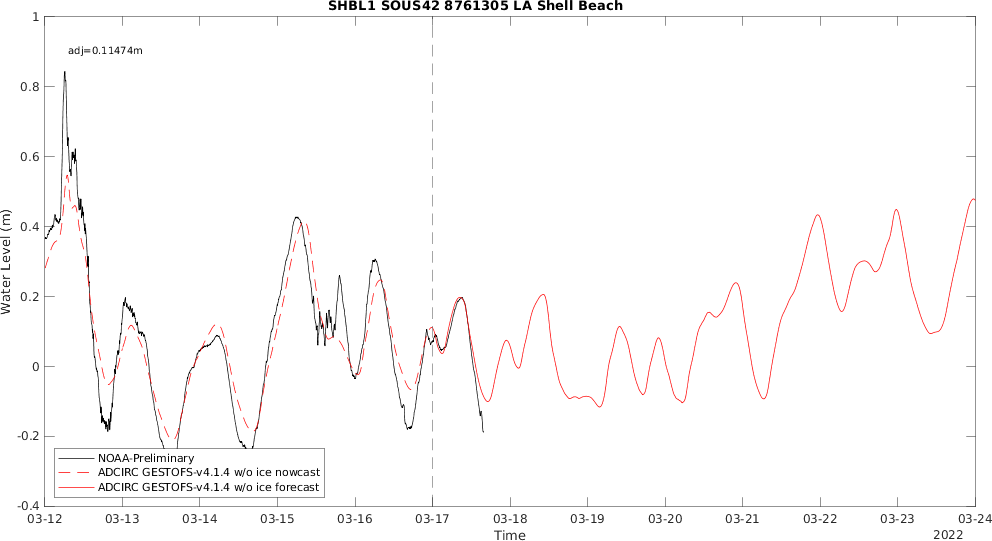 SHBL1 SOUS42 8761305 LA Shell Beach
adj=0.11474m
Water Level (m)
1
0.8
0.6
0.4
0.2
0
-0.2
-0.4
NOAA-Preliminary
ADCIRC GESTOFS-v4.1.4 w/o ice nowcast
ADCIRC GESTOFS-v4.1.4 w/o ice forecast
03-12 03-13 03-14 03-15 03-16 03-17 03-18 03-19 03-20 03-21 03-22 03-23 03-24
Time
2022